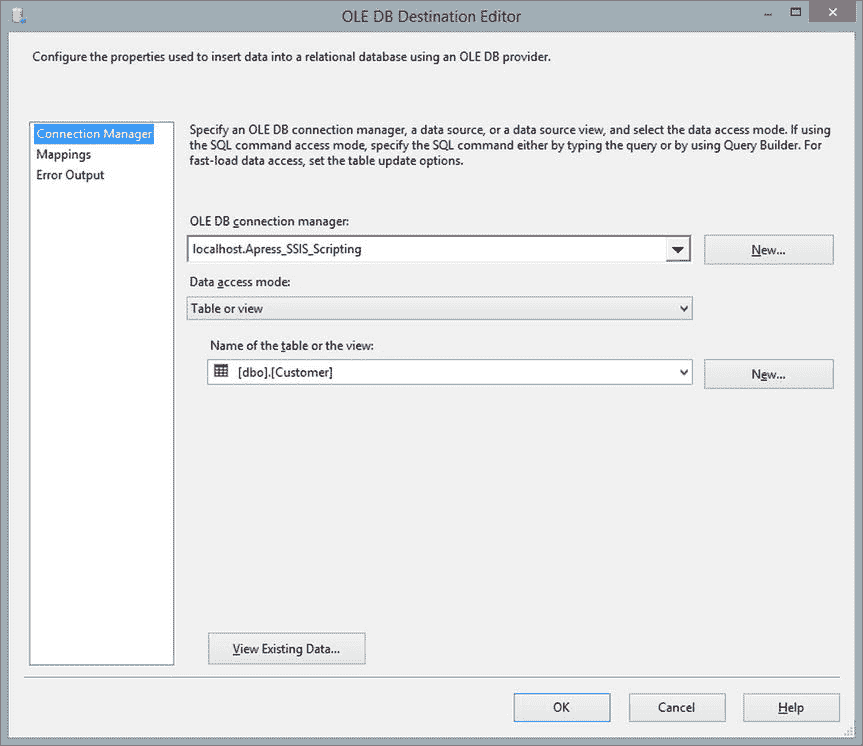 OLE DB Destination Editor
Configure the properties used to insert data into a relational database using an OLE DB provider.
Connection Manager
Mappings
Error Output
Specify an OLE DB connection manager, a data source, or a data source view, and select the data access mode. If using
the SQL command access mode, specify the SQL command either by typing the query or by using Query Builder. For
fast-load data access, set the table update options.
OLE DB connection manager:
localhost.Apress_SSIS_Scripting
New...
Data access mode:
Table or view
Name of the table or the view:
[dbo].[Customer]
New...
View Existing Data...
OK
Cancel
Help